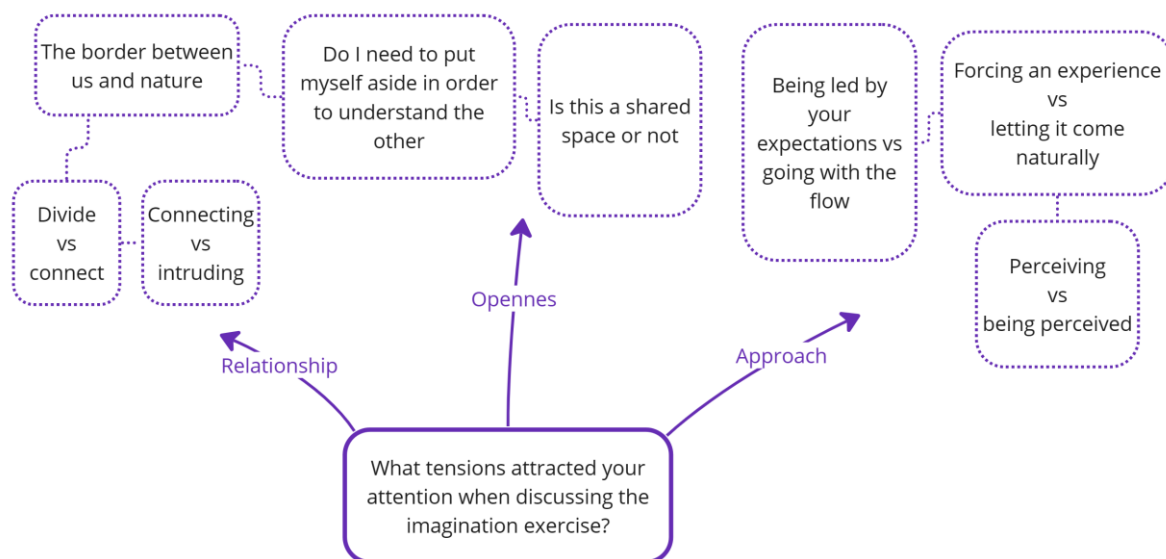 The border between
us and nature
Do I need to put
myself aside in order
to understand the
other
Is this a shared
space or not
Being led by
your
expectations vs
going with the
flow
Forcing an experience
vs
letting it come
naturally
Divide
vs
connect
Connecting
vs
intruding
Perceiving
vs
being perceived
Opennes
Relationship
Approach
What tensions attracted your
attention when discussing the
imagination exercise?